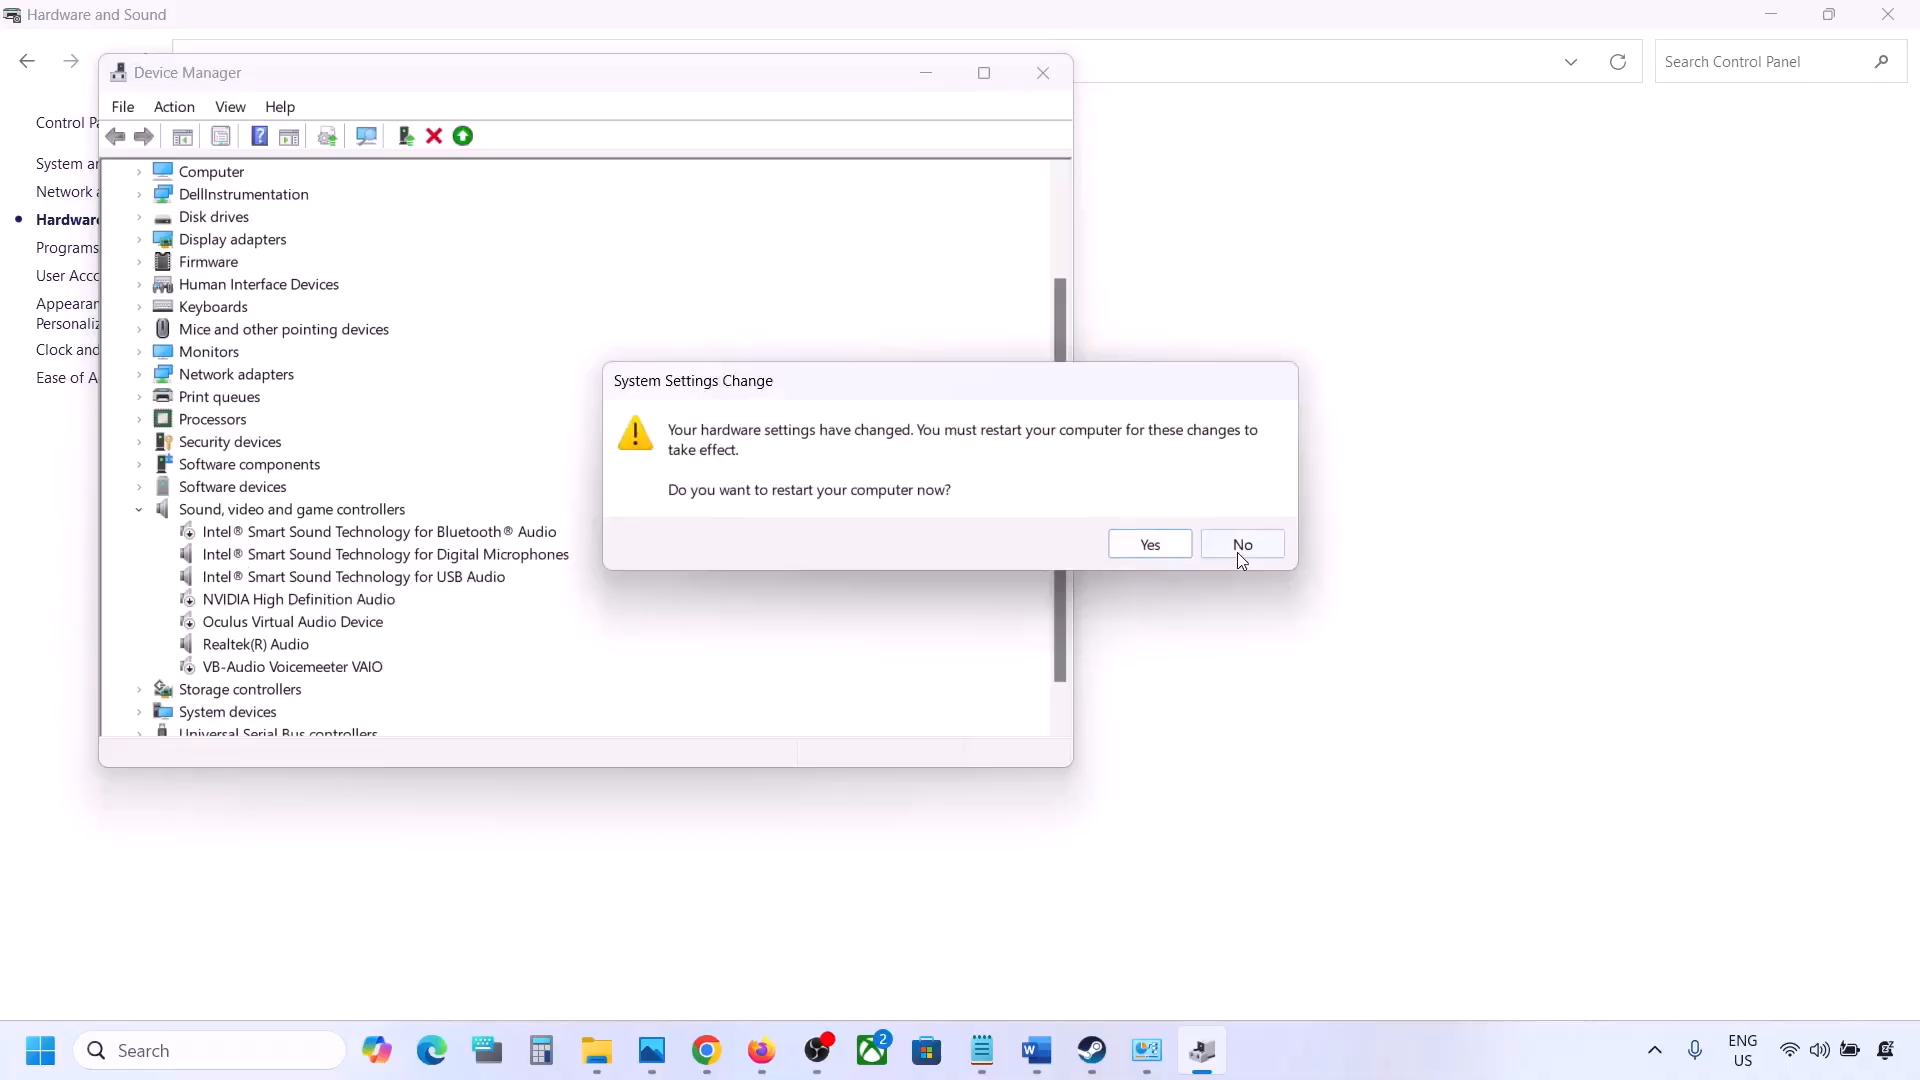 Hardware and Sound
Search Control Panel
Device Manager
File Action View Help
Control Pa
System an
Network a
Hardware
Programs
User Acco
Appearan
Personaliz
Clock and
Ease of A
Computer
DellInstrumentation
Disk drives
Display adapters
Firmware
Human Interface Devices
Keyboards
Mice and other pointing devices
Monitors
Network adapters
Print queues
Processors
Security devices
Software components
Software devices
Sound, video and game controllers
Intel® Smart Sound Technology for Bluetooth® Audio
Intel® Smart Sound Technology for Digital Microphones
Intel® Smart Sound Technology for USB Audio
NVIDIA High Definition Audio
Oculus Virtual Audio Device
Realtek(R) Audio
VB-Audio Voicemeeter VAIO
Storage controllers
System devices
Universal Serial Bus controllers
System Settings Change
Your hardware settings have changed. You must restart your computer for these changes to
take effect.
Do you want to restart your computer now?
Yes No
Search
2
ENG
US